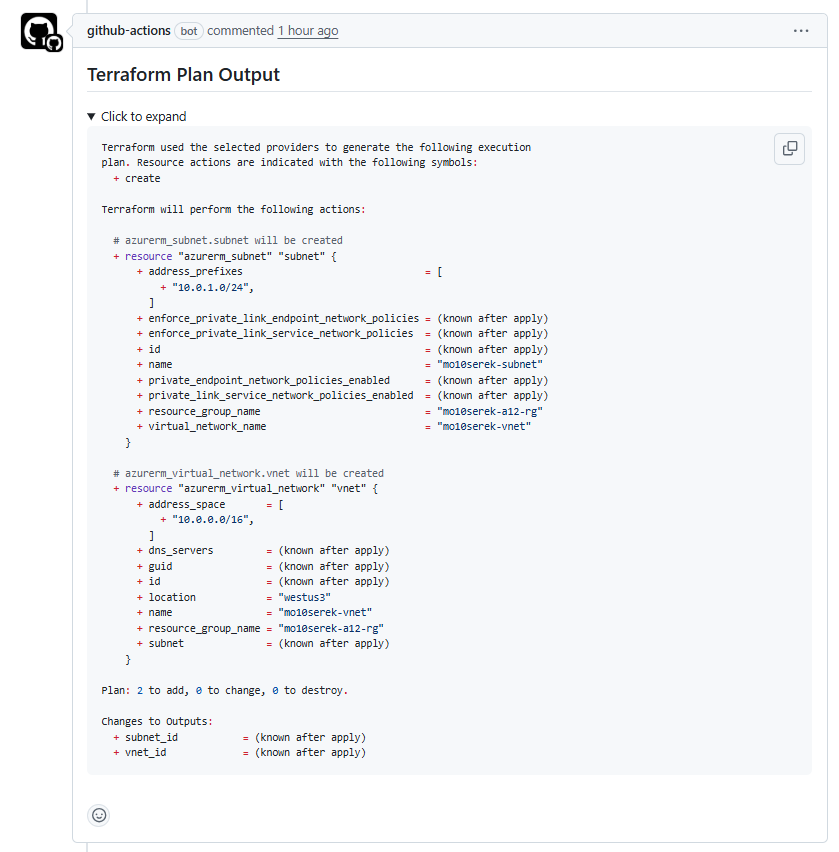 github-actions bot commented 1 hour ago
Terraform Plan Output
▼ Click to expand
Terraform used the selected providers to generate the following execution
plan. Resource actions are indicated with the following symbols:
  + create

Terraform will perform the following actions:

  # azurerm_subnet.subnet will be created
  + resource "azurerm_subnet" "subnet" {
      + address_prefixes                               = [
          + "10.0.1.0/24",
        ]
      + enforce_private_link_endpoint_network_policies = (known after apply)
      + enforce_private_link_service_network_policies  = (known after apply)
      + id                                             = (known after apply)
      + name                                           = "mo10serek-subnet"
      + private_endpoint_network_policies_enabled      = (known after apply)
      + private_link_service_network_policies_enabled  = (known after apply)
      + resource_group_name                            = "mo10serek-a12-rg"
      + virtual_network_name                           = "mo10serek-vnet"
    }

  # azurerm_virtual_network.vnet will be created
  + resource "azurerm_virtual_network" "vnet" {
      + address_space       = [
          + "10.0.0.0/16",
        ]
      + dns_servers         = (known after apply)
      + guid                = (known after apply)
      + id                  = (known after apply)
      + location            = "westus3"
      + name                = "mo10serek-vnet"
      + resource_group_name = "mo10serek-a12-rg"
      + subnet              = (known after apply)
    }

Plan: 2 to add, 0 to change, 0 to destroy.

Changes to Outputs:
  + subnet_id           = (known after apply)
  + vnet_id             = (known after apply)